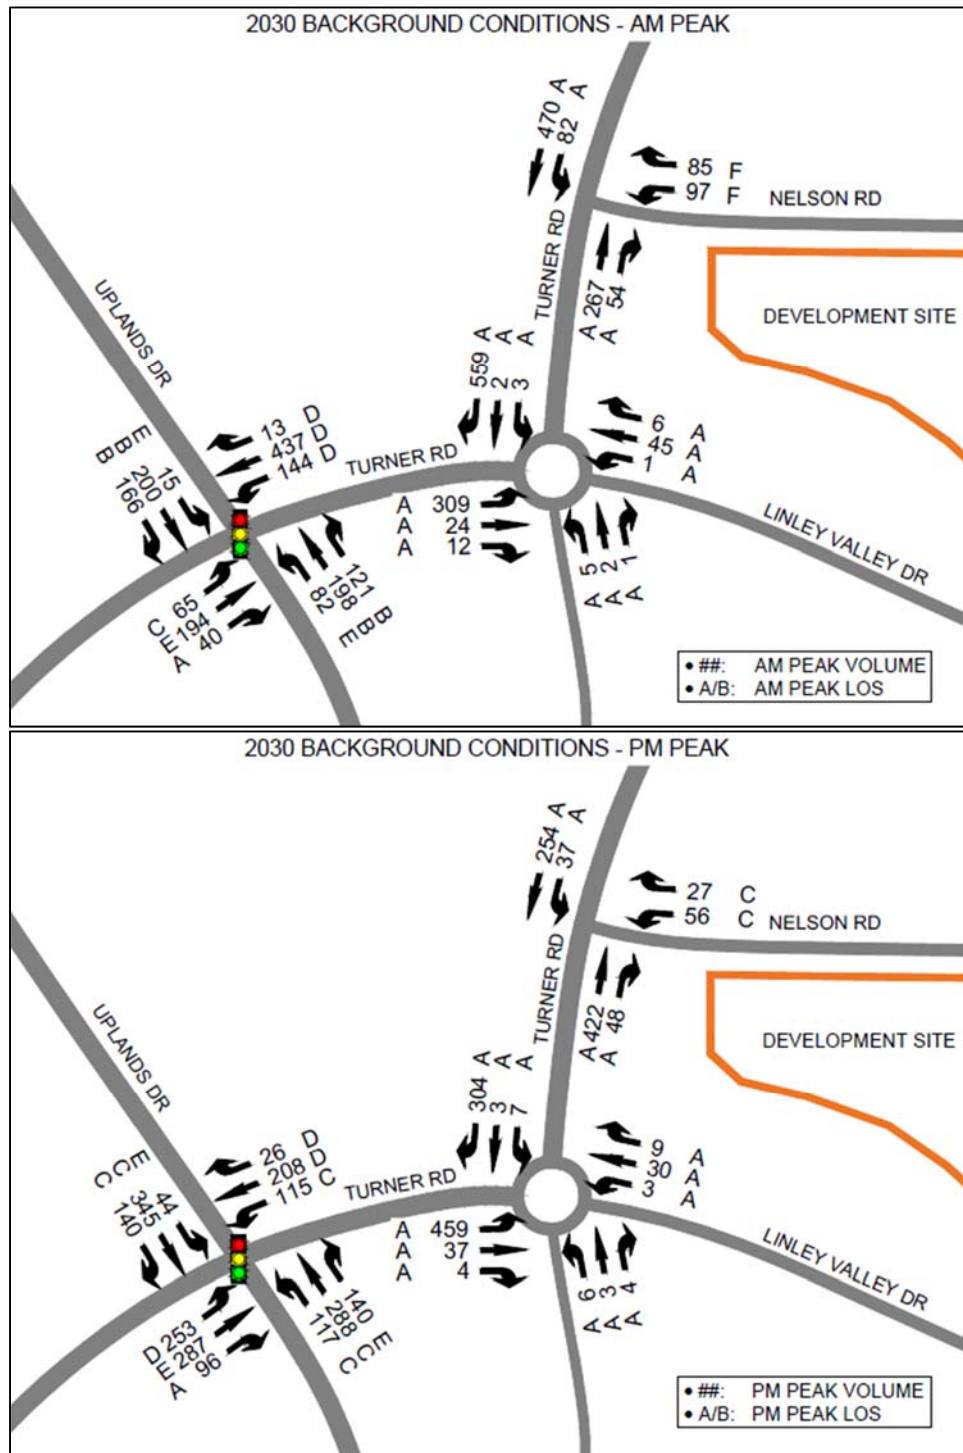 2030 BACKGROUND CONDITIONS - AM PEAK
470 A
82 A
85 F
97 F
NELSON RD
TURNER RD
A 267
A 54
DEVELOPMENT SITE
UPLANDS DR
559 A
2 A
3 A
6 A
45 A
1 A
13 D
437 D
144 D
TURNER RD
E 15
B 200
B 166
A 309
A 24
A 12
LINLEY VALLEY DR
A 5
A 2
A 1
C 65
E 194
A 40
121 B
198 B
82 E
• ##: AM PEAK VOLUME
• A/B: AM PEAK LOS
2030 BACKGROUND CONDITIONS - PM PEAK
254 A
37 A
27 C
56 C
NELSON RD
TURNER RD
A 422
A 48
DEVELOPMENT SITE
UPLANDS DR
304 A
3 A
7 A
9 A
30 A
3 A
26 D
208 D
115 C
TURNER RD
E 44
C 345
C 140
A 459
A 37
A 4
LINLEY VALLEY DR
A 6
A 3
A 4
D 253
E 287
A 96
140 E
288 C
117 C
• ##: PM PEAK VOLUME
• A/B: PM PEAK LOS